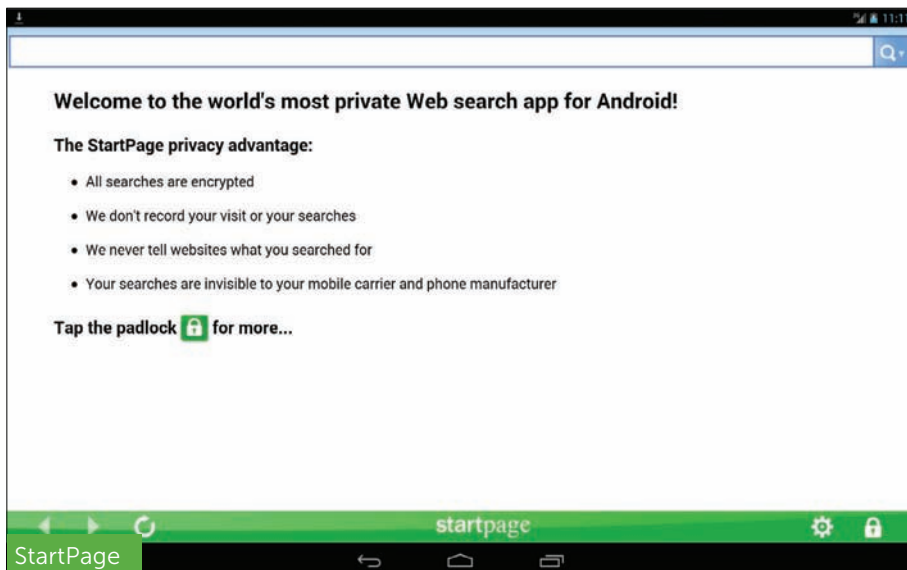 11:11
Welcome to the world's most private Web search app for Android!
The StartPage privacy advantage:
• All searches are encrypted
• We don't record your visit or your searches
• We never tell websites what you searched for
• Your searches are invisible to your mobile carrier and phone manufacturer
Tap the padlock for more...
startpage
StartPage